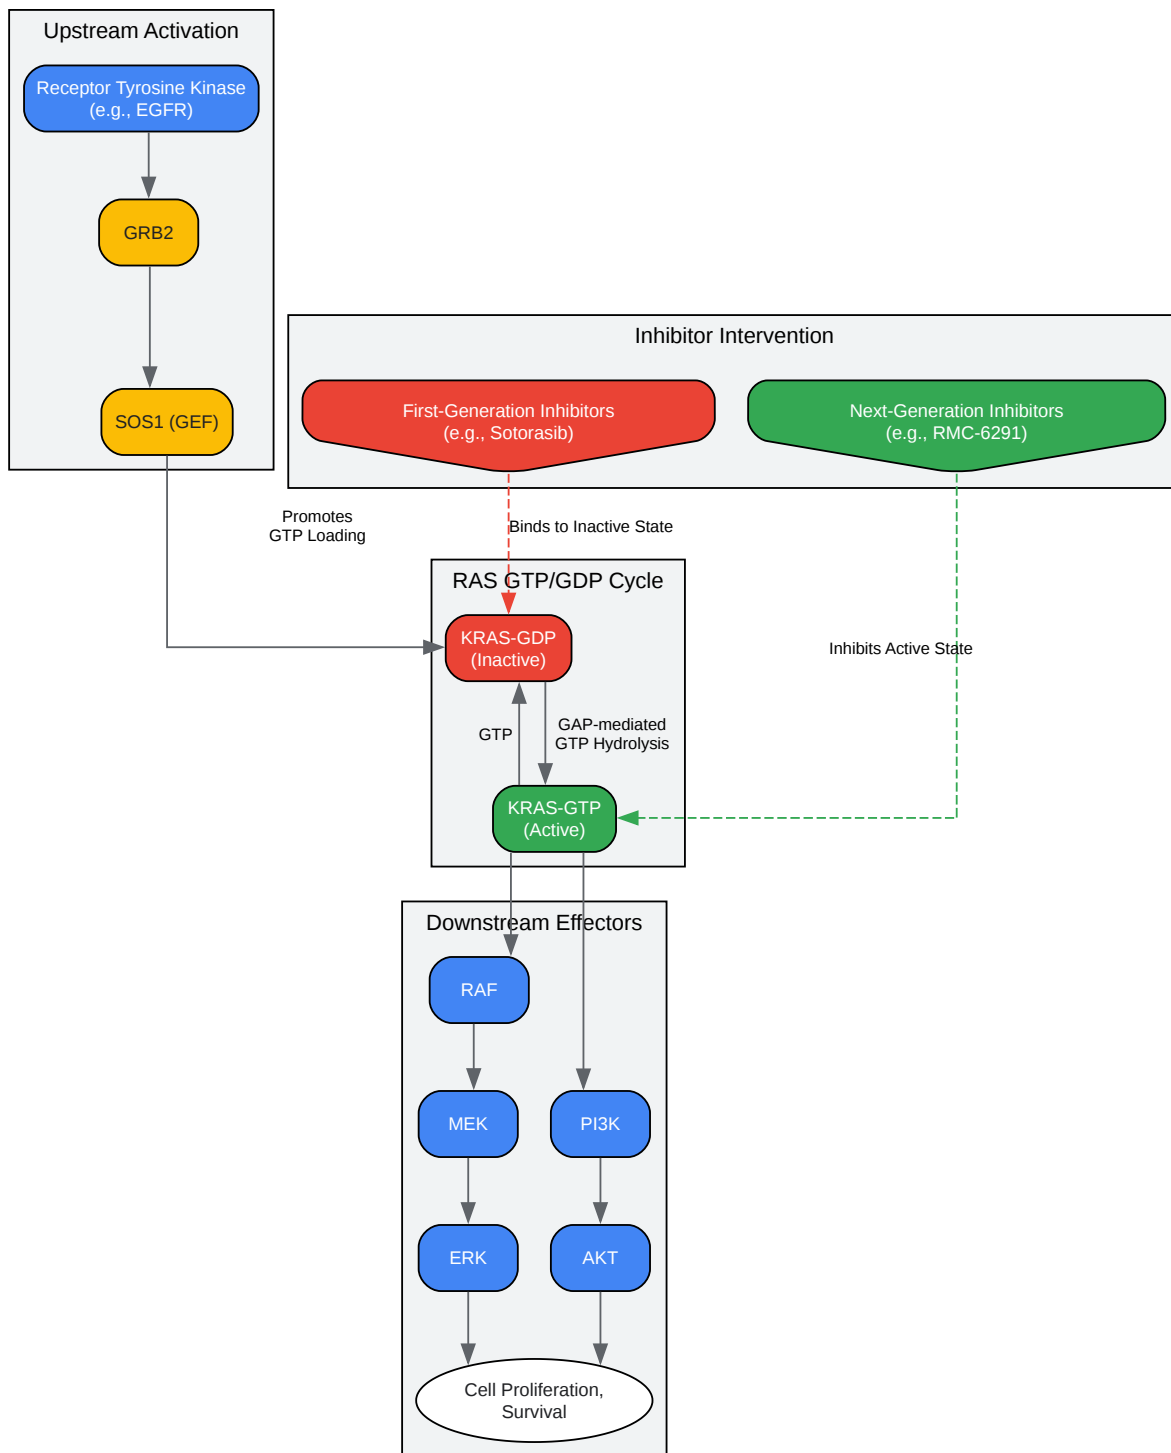 Upstream Activation
Receptor Tyrosine Kinase
(e.g., EGFR)
GRB2
SOS1 (GEF)
Inhibitor Intervention
First-Generation Inhibitors
(e.g., Sotorasib)
Next-Generation Inhibitors
(e.g., RMC-6291)
Promotes
GTP Loading
Binds to Inactive State
RAS GTP/GDP Cycle
KRAS-GDP
(Inactive)
Inhibits Active State
GTP
GAP-mediated
GTP Hydrolysis
KRAS-GTP
(Active)
Downstream Effectors
RAF
MEK
PI3K
ERK
AKT
Cell Proliferation,
Survival